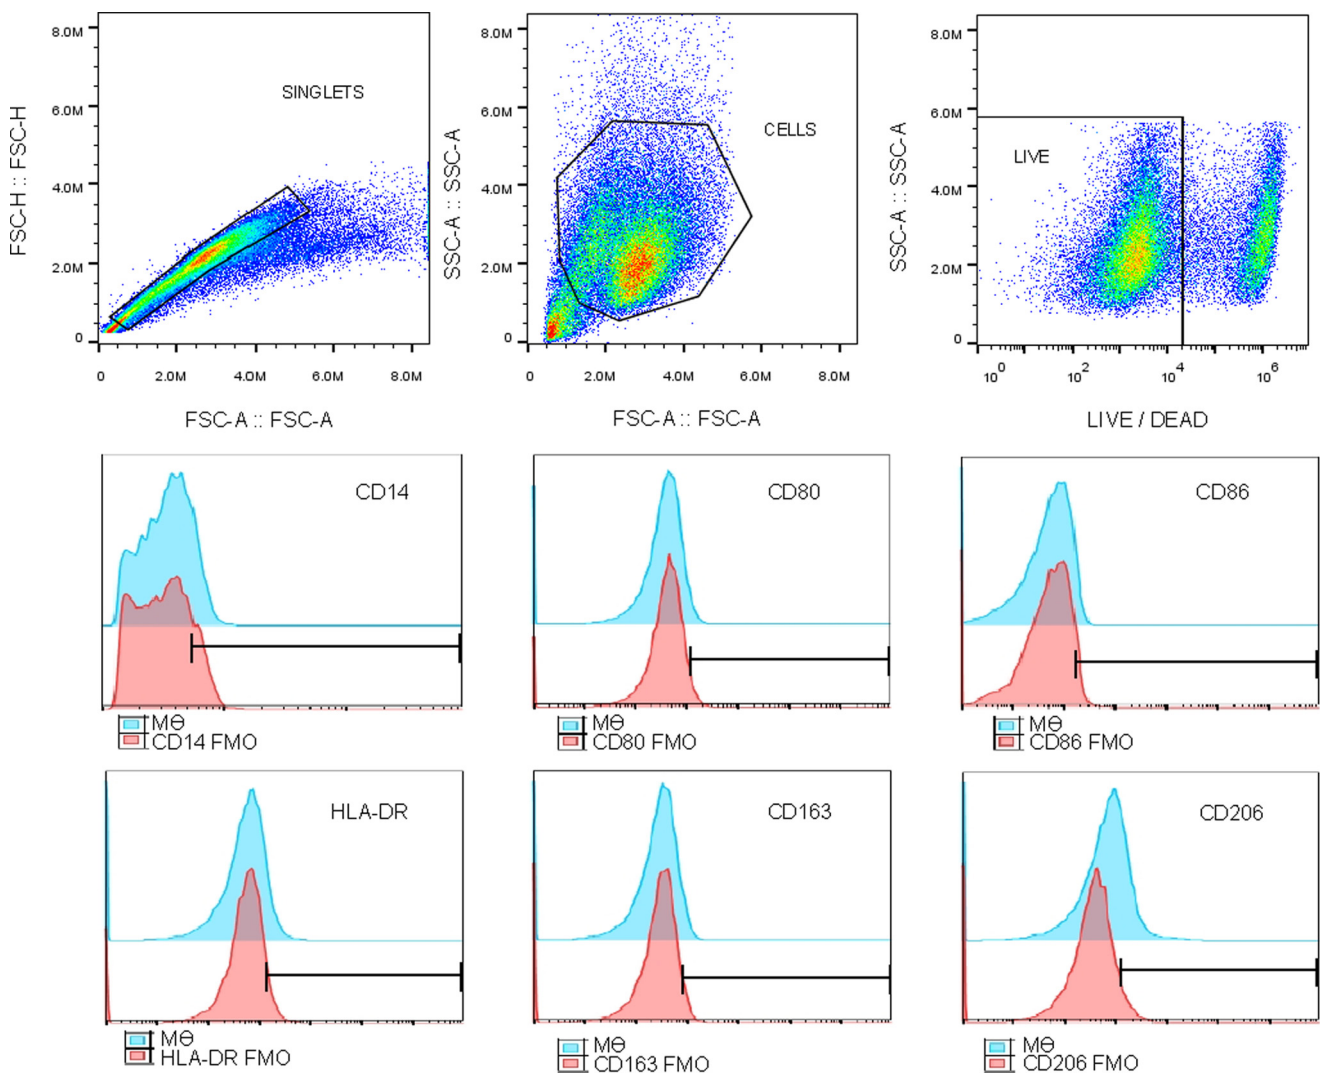 8.0M
6.0M
4.0M
2.0M
0
FSC-H :: FSC-H
SINGLETS
0 2.0M 4.0M 6.0M 8.0M
FSC-A :: FSC-A
8.0M
6.0M
4.0M
2.0M
0
SSC-A :: SSC-A
CELLS
0 2.0M 4.0M 6.0M 8.0M
FSC-A :: FSC-A
8.0M
6.0M
4.0M
2.0M
0
SSC-A :: SSC-A
LIVE
10^0 10^2 10^4 10^6
LIVE / DEAD
CD14
MΘ
CD14 FMO
CD80
MΘ
CD80 FMO
CD86
MΘ
CD86 FMO
HLA-DR
MΘ
HLA-DR FMO
CD163
MΘ
CD163 FMO
CD206
MΘ
CD206 FMO